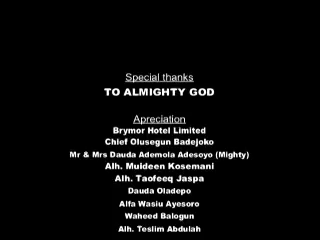 Special thanks
TO ALMIGHTY GOD
Apreciation
Brymor Hotel Limited
Chief Olusegun Badejoko
Mr & Mrs Dauda Ademola Adesoyo (Mighty)
Alh. Muideen Kosemani
Alh. Taofeeq Jaspa
Dauda Oladepo
Alfa Wasiu Ayesoro
Waheed Balogun
Alh. Teslim Abdulah